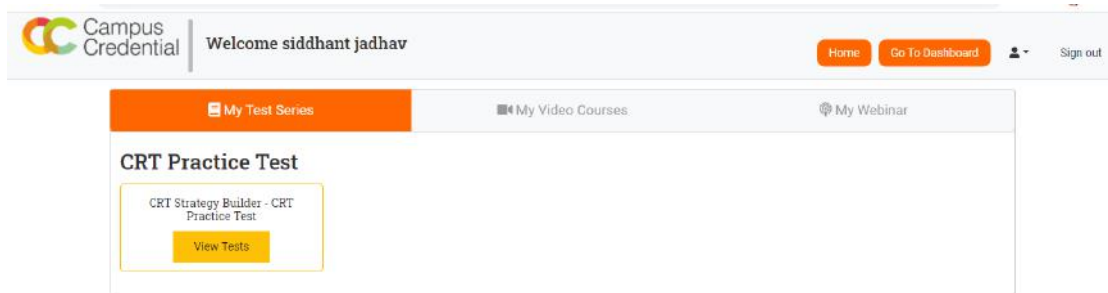 Campus
Credential
Welcome siddhant jadhav
Home
Go To Dashboard
Sign out
My Test Series
My Video Courses
My Webinar
CRT Practice Test
CRT Strategy Builder - CRT
Practice Test
View Tests